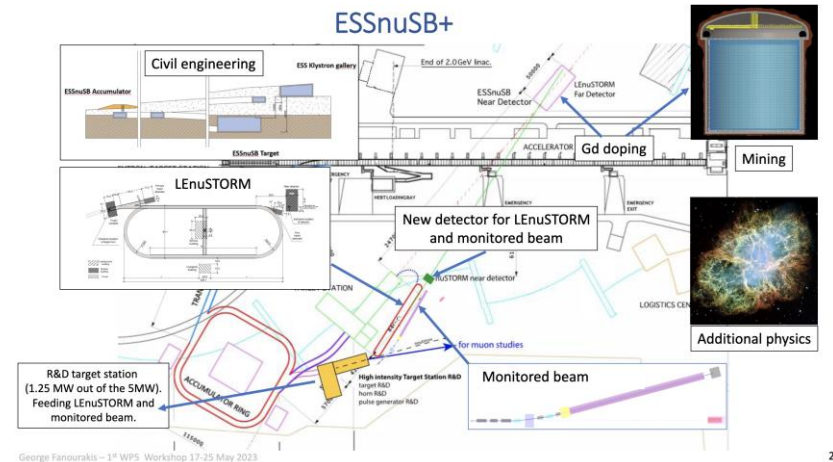 ESSnuSB+
Civil engineering
ESS Klystron gallery
ESSnuSB Accumulator
ESSnuSB Target
End of 2.0GeV linac.
50000
ESSnuSB
Near Detector
LEnuSTORM
Far Detector
Gd doping
Mining
ACCELERATOR
LEnuSTORM
EMERGENCY
EMERGENCY
EXIT
New detector for LEnuSTORM
and monitored beam
nuSTORM near detector
LOGISTICS CEN
Additional physics
for muon studies
R&D target station
(1.25 MW out of the 5MW).
Feeding LEnuSTORM and
monitored beam.
ACCUMULATOR RING
High intensity Target Station R&D
target R&D
horn R&D
pulse generator R&D
Monitored beam
115000
George Fanourakis – 1st WP5 Workshop 17-25 May 2023
2